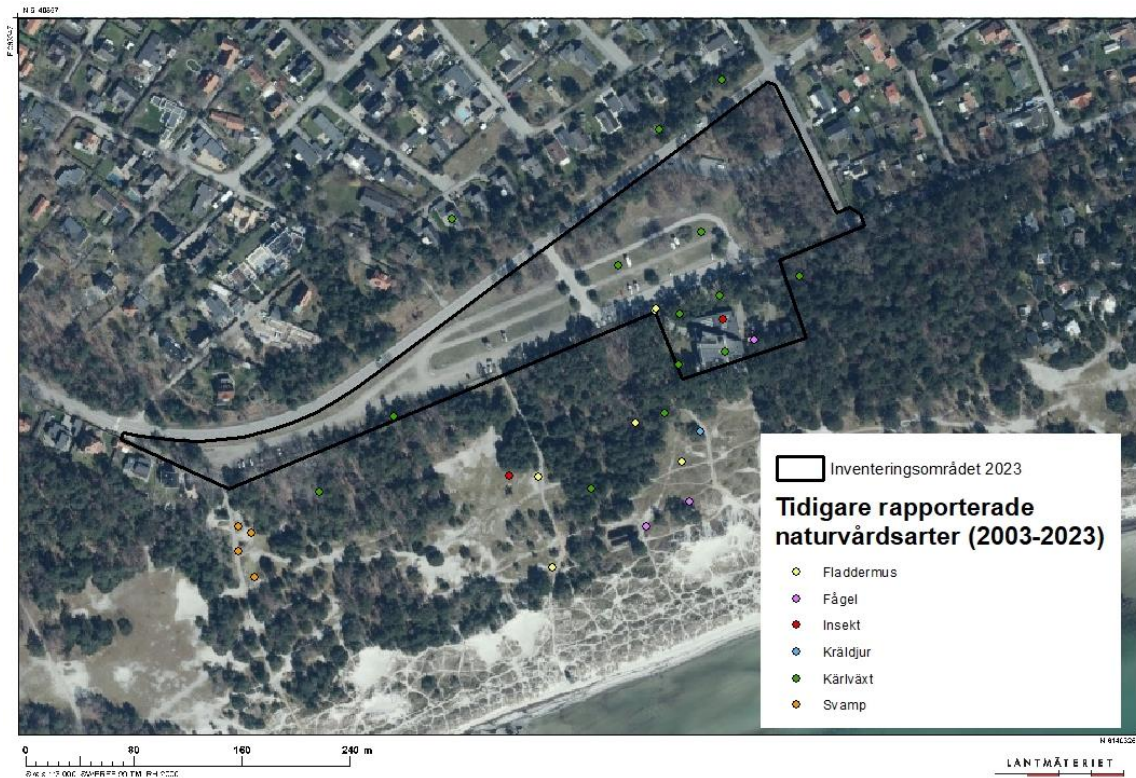 Inventeringsområdet 2023
Tidigare rapporterade
naturvårdsarter (2003-2023)
Fladdermus
Fågel
Insekt
Kräldjur
Kärlväxt
Svamp
0 80 160 240 m
LANTMÄTERIET